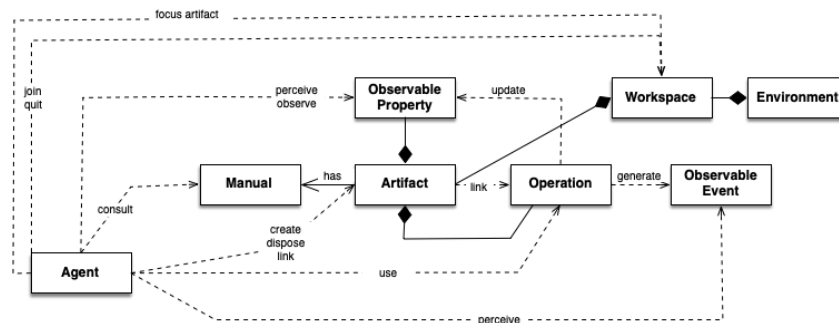 focus artifact
join
quit
perceive
observe
Observable
Property
update
Workspace
Environment
Manual
has
Artifact
link
Operation
generate
Observable
Event
consult
create
dispose
link
Agent
use
perceive